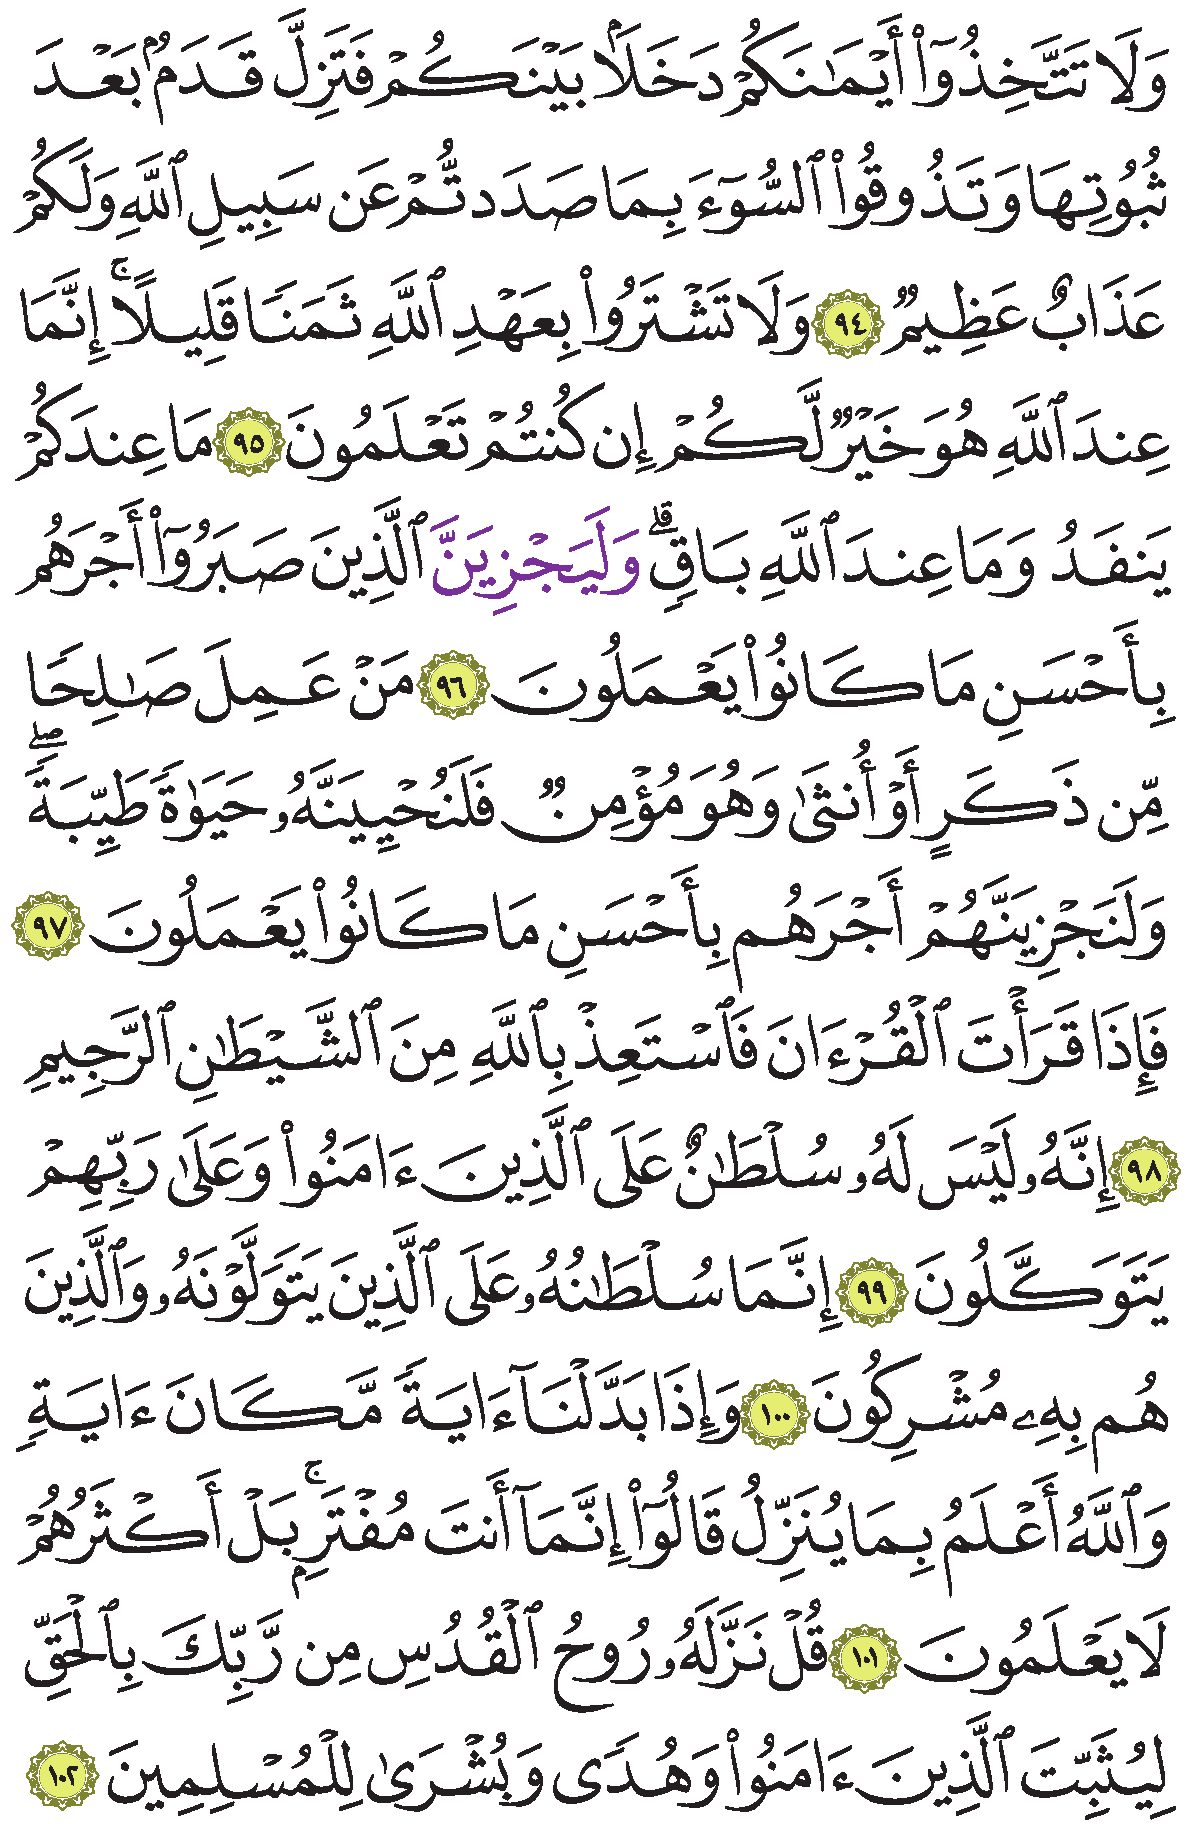 وَلَا تَتَّخِذُوٓا۟ أَيْمَـٰنَكُمْ دَخَلَۢا بَيْنَكُمْ فَتَزِلَّ قَدَمٌۢ بَعْدَ
ثُبُوتِهَا وَتَذُوقُوا۟ ٱلسُّوٓءَ بِمَا صَدَدتُّمْ عَن سَبِيلِ ٱللَّهِ وَلَكُمْ
عَذَابٌ عَظِيمٌ ٩٤ وَلَا تَشْتَرُوا۟ بِعَهْدِ ٱللَّهِ ثَمَنًا قَلِيلًا ۚ إِنَّمَا
عِندَ ٱللَّهِ هُوَ خَيْرٌ لَّكُمْ إِن كُنتُمْ تَعْلَمُونَ ٩٥ مَا عِندَكُمْ
يَنفَدُ وَمَا عِندَ ٱللَّهِ بَاقٍ ۗ وَلَيَجْزِيَنَّ ٱلَّذِينَ صَبَرُوٓا۟ أَجْرَهُم
بِأَحْسَنِ مَا كَانُوا۟ يَعْمَلُونَ ٩٦ مَنْ عَمِلَ صَـٰلِحًا
مِّن ذَكَرٍ أَوْ أُنثَىٰ وَهُوَ مُؤْمِنٌ فَلَنُحْيِيَنَّهُۥ حَيَوٰةً طَيِّبَةً ۖ
وَلَنَجْزِيَنَّهُمْ أَجْرَهُم بِأَحْسَنِ مَا كَانُوا۟ يَعْمَلُونَ ٩٧
فَإِذَا قَرَأْتَ ٱلْقُرْءَانَ فَٱسْتَعِذْ بِٱللَّهِ مِنَ ٱلشَّيْطَـٰنِ ٱلرَّجِيمِ
٩٨ إِنَّهُۥ لَيْسَ لَهُۥ سُلْطَـٰنٌ عَلَى ٱلَّذِينَ ءَامَنُوا۟ وَعَلَىٰ رَبِّهِمْ
يَتَوَكَّلُونَ ٩٩ إِنَّمَا سُلْطَـٰنُهُۥ عَلَى ٱلَّذِينَ يَتَوَلَّوْنَهُۥ وَٱلَّذِينَ
هُم بِهِۦ مُشْرِكُونَ ١٠٠ وَإِذَا بَدَّلْنَآ ءَايَةً مَّكَانَ ءَايَةٍ
وَٱللَّهُ أَعْلَمُ بِمَا يُنَزِّلُ قَالُوٓا۟ إِنَّمَآ أَنتَ مُفْتَرٍۭ ۚ بَلْ أَكْثَرُهُمْ
لَا يَعْلَمُونَ ١٠١ قُلْ نَزَّلَهُۥ رُوحُ ٱلْقُدُسِ مِن رَّبِّكَ بِٱلْحَقِّ
لِيُثَبِّتَ ٱلَّذِينَ ءَامَنُوا۟ وَهُدًى وَبُشْرَىٰ لِلْمُسْلِمِينَ ١٠٢